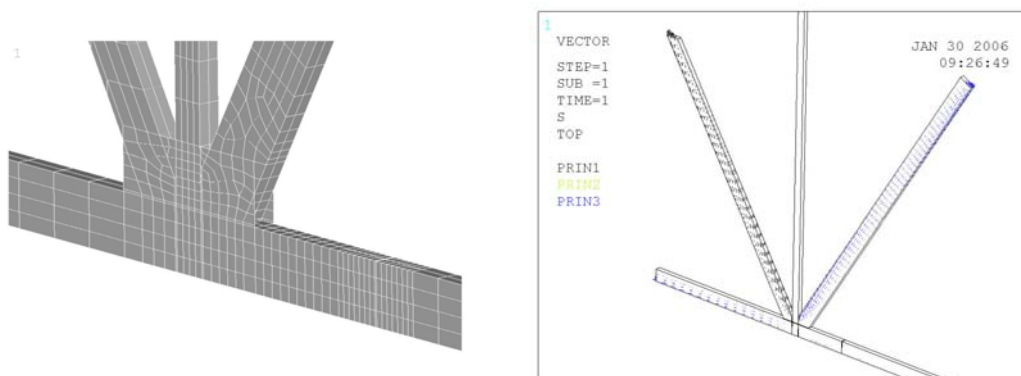 1
1
VECTOR
STEP=1
SUB =1
TIME=1
S
TOP
PRIN1
PRIN2
PRIN3
JAN 30 2006
09:26:49